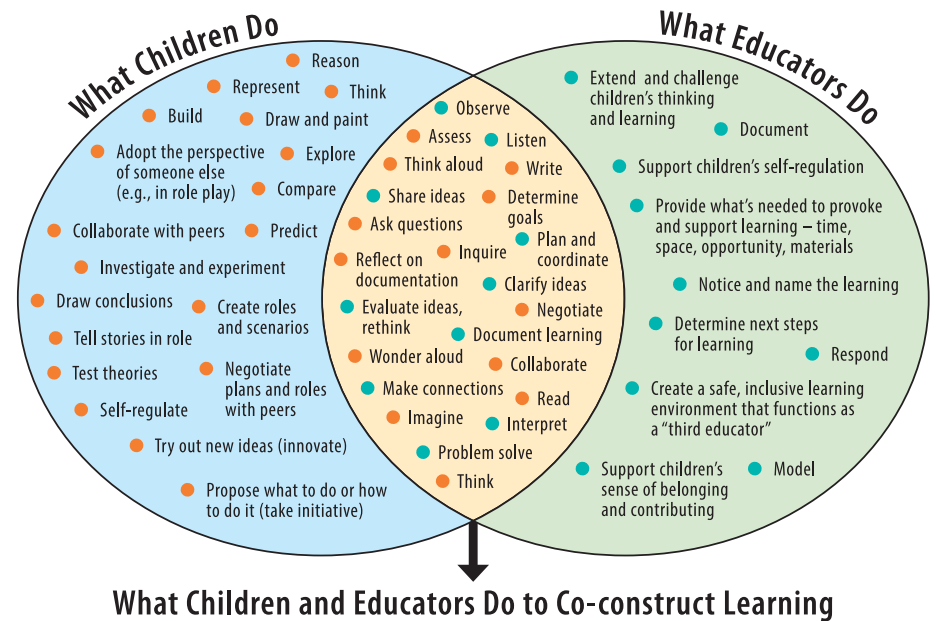 What Children Do
What Educators Do
Reason
Represent
Think
Build
Draw and paint
Adopt the perspective
of someone else
(e.g., in role play)
Explore
Compare
Collaborate with peers
Predict
Investigate and experiment
Draw conclusions
Create roles
and scenarios
Tell stories in role
Test theories
Negotiate
plans and roles
with peers
Self-regulate
Try out new ideas (innovate)
Propose what to do or how
to do it (take initiative)
Observe
Assess
Listen
Think aloud
Write
Share ideas
Determine
goals
Ask questions
Plan and
coordinate
Inquire
Reflect on
documentation
Clarify ideas
Evaluate ideas,
rethink
Negotiate
Document learning
Wonder aloud
Collaborate
Make connections
Read
Imagine
Interpret
Problem solve
Think
Extend and challenge
children's thinking
and learning
Document
Support children's self-regulation
Provide what's needed to provoke
and support learning – time,
space, opportunity, materials
Notice and name the learning
Determine next steps
for learning
Respond
Create a safe, inclusive learning
environment that functions as
a "third educator"
Support children's
sense of belonging
and contributing
Model
What Children and Educators Do to Co-construct Learning